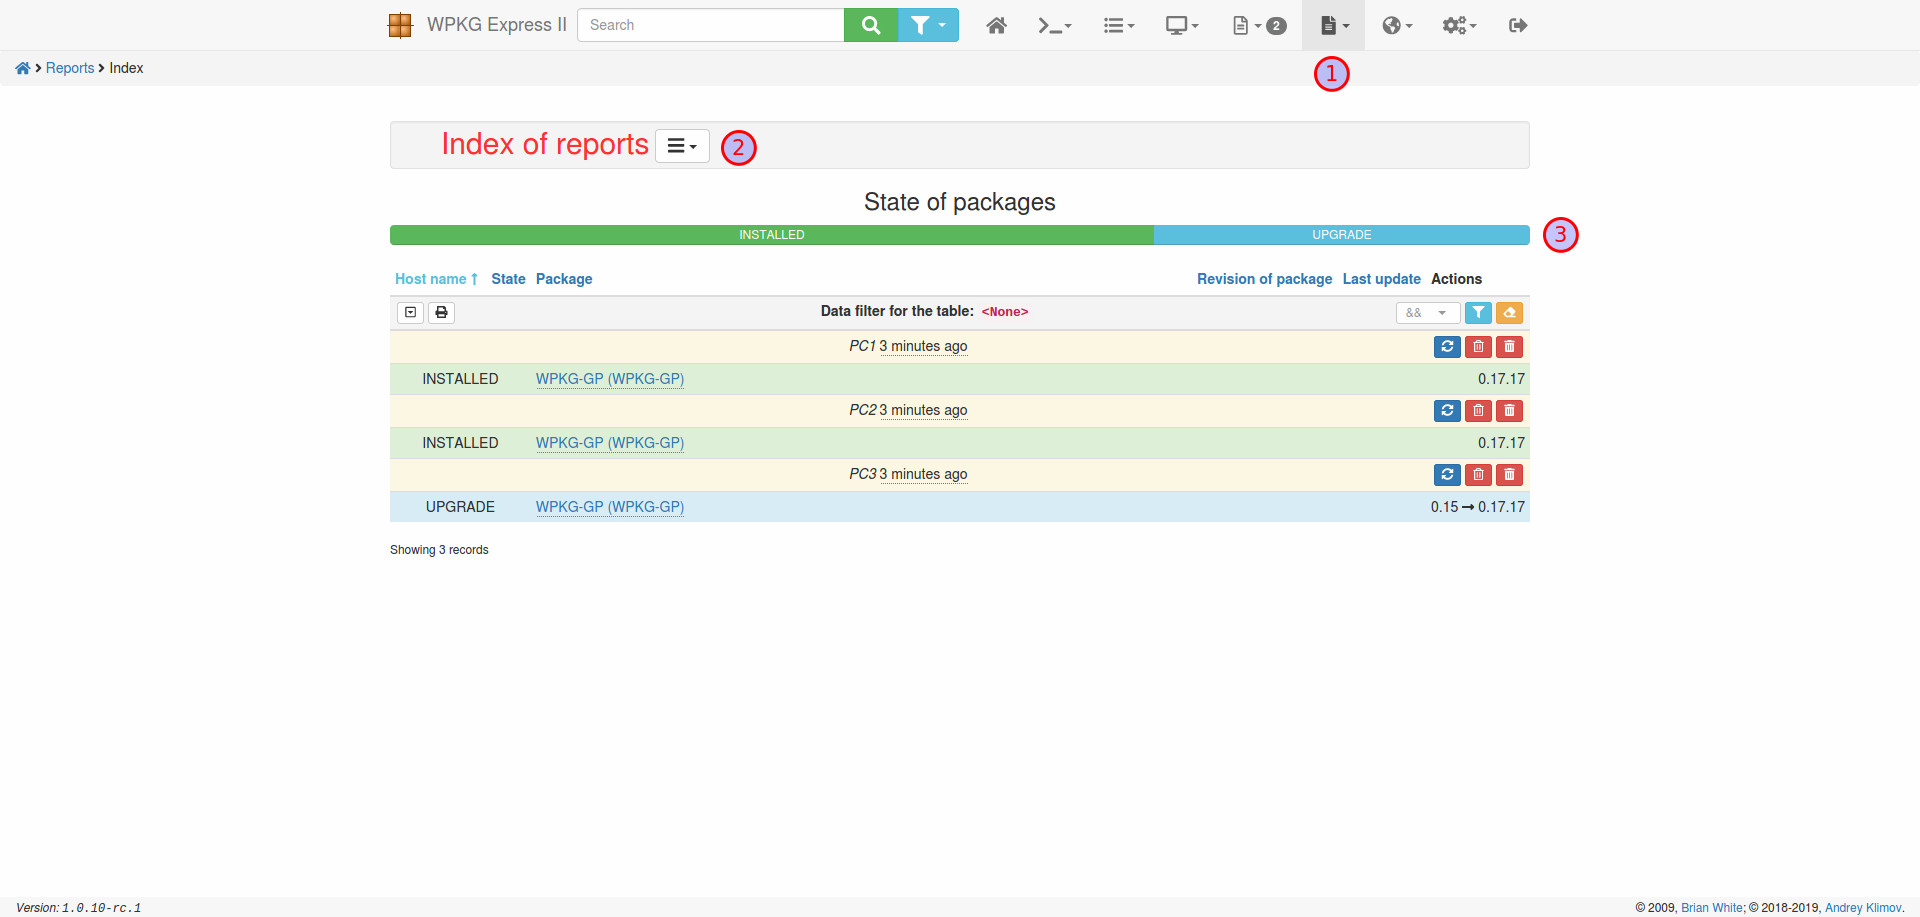 WPKG Express II Search 2
Reports Index
1
Index of reports 2
State of packages
INSTALLED UPGRADE 3
Host name State Package Revision of package Last update Actions
Data filter for the table: <None> &&
PC1 3 minutes ago
INSTALLED WPKG-GP (WPKG-GP) 0.17.17
PC2 3 minutes ago
INSTALLED WPKG-GP (WPKG-GP) 0.17.17
PC3 3 minutes ago
UPGRADE WPKG-GP (WPKG-GP) 0.15 → 0.17.17
Showing 3 records
Version: 1.0.10-rc.1 © 2009, Brian White; © 2018-2019, Andrey Klimov.